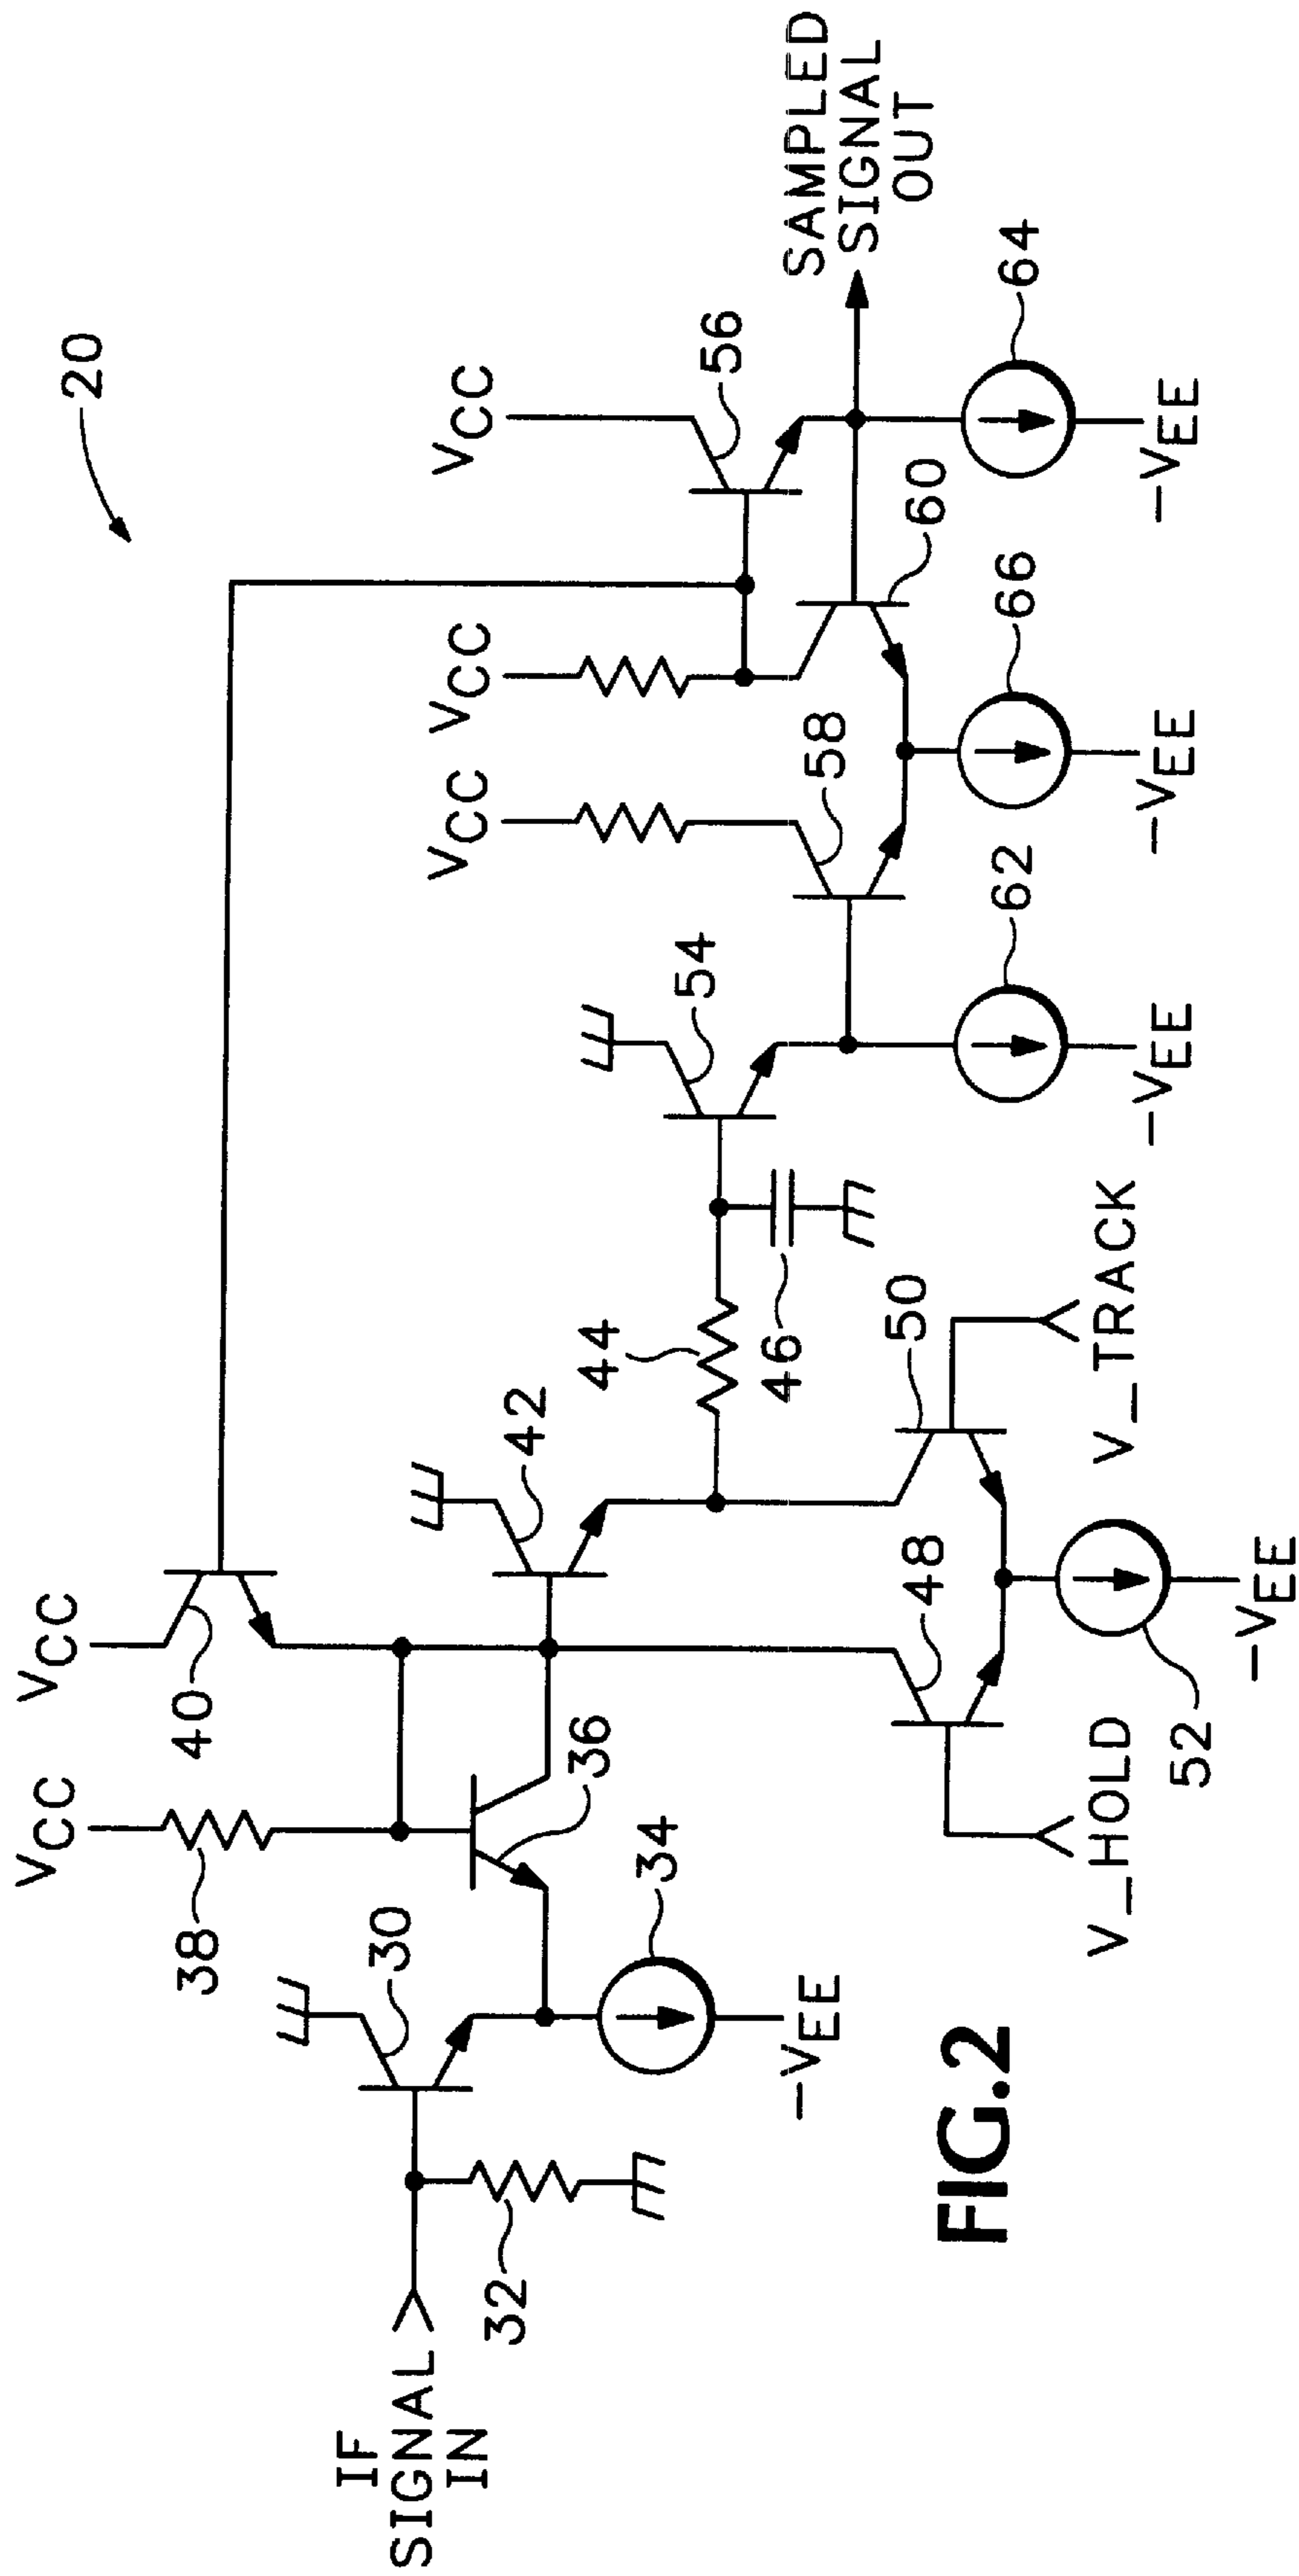 20
VCC
VCC
VCC
VCC
VCC
40
38
30
36
42
44
46
54
56
58
60
IF
SIGNAL
IN
32
34
-VEE
48
50
52
-VEE
V_HOLD
V_TRACK
62
-VEE
66
-VEE
64
-VEE
SAMPLED
SIGNAL
OUT
FIG.2